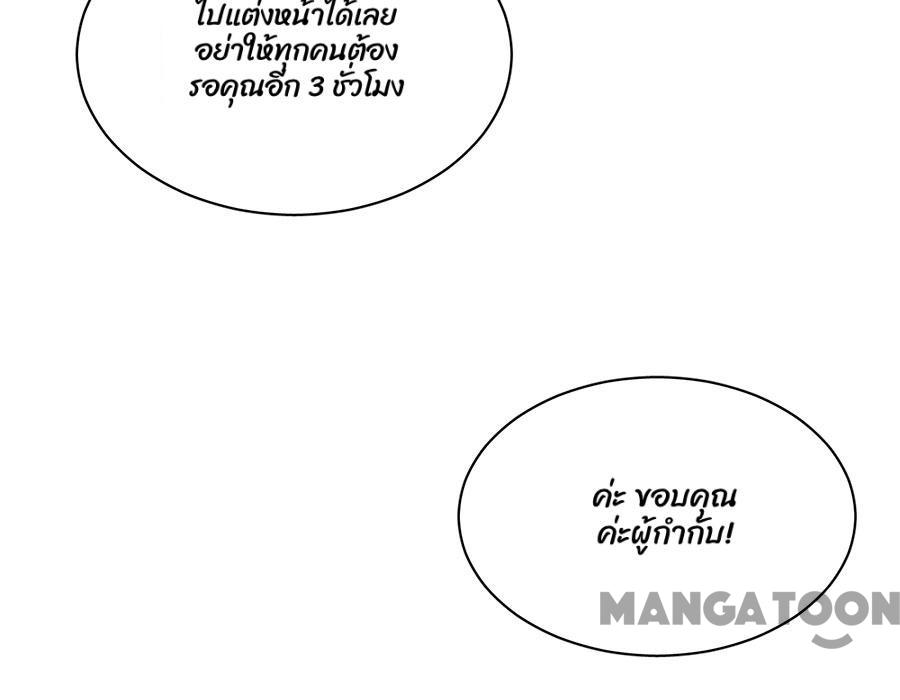 ไปแต่งหน้าได้เลย
อย่าให้ทุกคนต้อง
รอคุณอีก 3 ชั่วโมง
ค่ะ ขอบคุณ
ค่ะผู้กำกับ!
MANGATOON